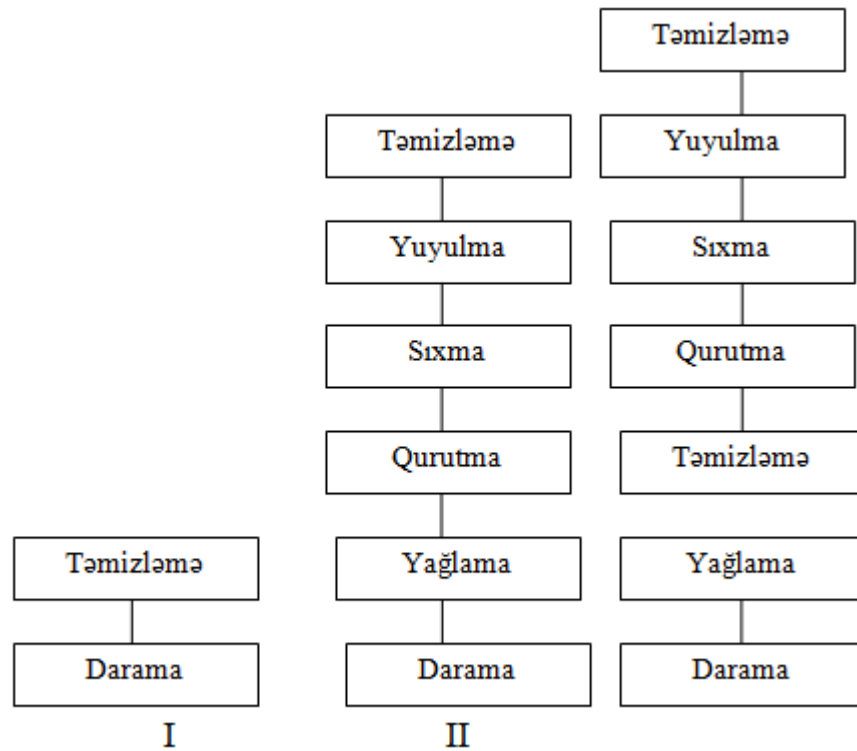 Təmizləmə
Darama
I
Təmizləmə
Yuyulma
Sıxma
Qurutma
Yağlama
Darama
II
Təmizləmə
Yuyulma
Sıxma
Qurutma
Təmizləmə
Yağlama
Darama